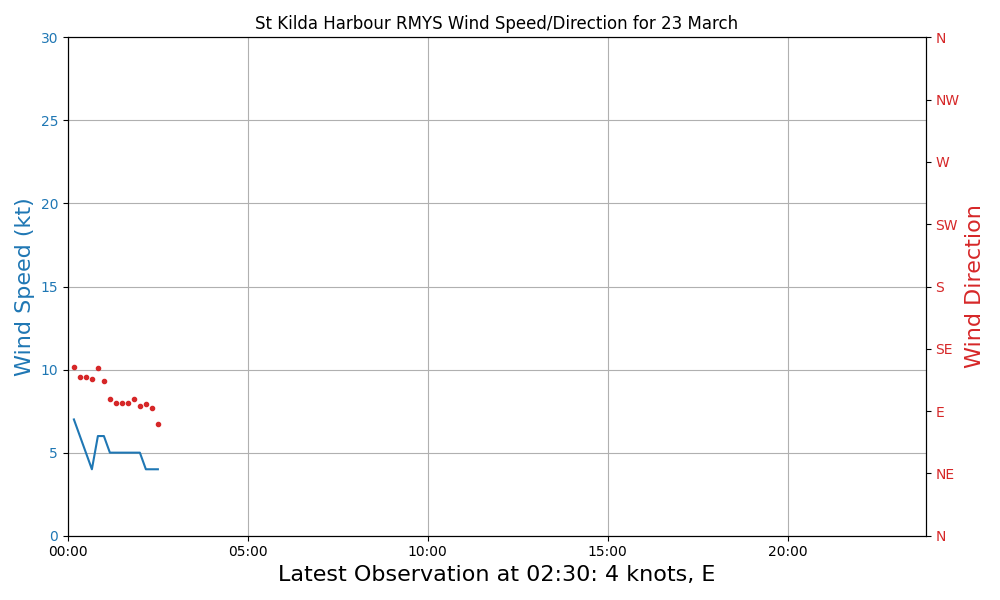 St Kilda Harbour RMYS Wind Speed/Direction for 23 March
Wind Speed (kt)
30
25
20
15
10
5
0
00:00 05:00 10:00 15:00 20:00
N
NW
W
SW
S
SE
E
NE
N
Wind Direction
Latest Observation at 02:30: 4 knots, E